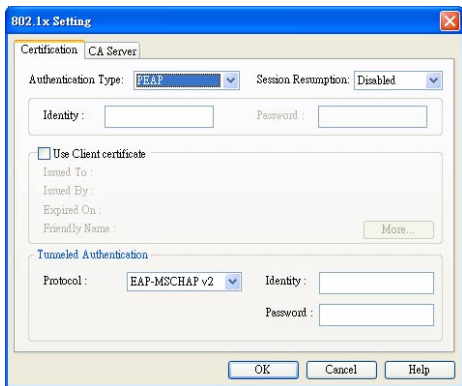 802.1x Setting
Certification CA Server
Authentication Type: PEAP Session Resumption: Disabled
Identity : Password :
Use Client certificate
Issued To :
Issued By :
Expired On :
Friendly Name : More...
Tunneled Authentication
Protocol : EAP-MSCHAP v2 Identity :
Password :
OK Cancel Help